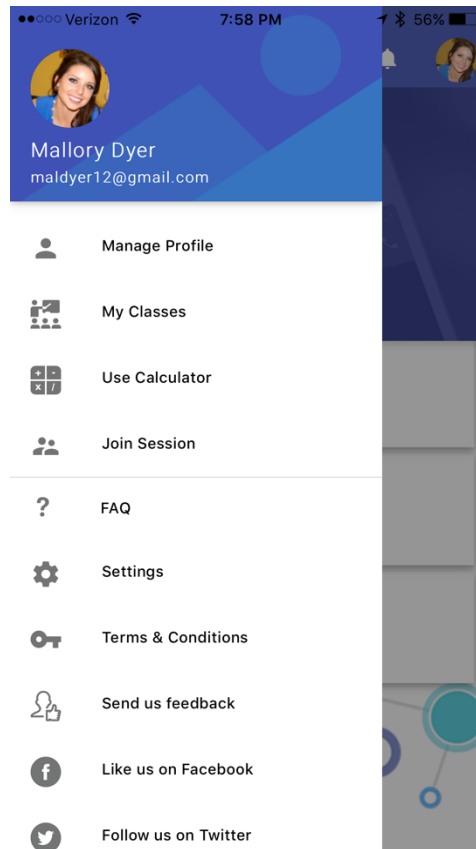 Verizon 7:58 PM 56%
Mallory Dyer
maldyer12@gmail.com
Manage Profile
My Classes
Use Calculator
Join Session
FAQ
Settings
Terms & Conditions
Send us feedback
Like us on Facebook
Follow us on Twitter